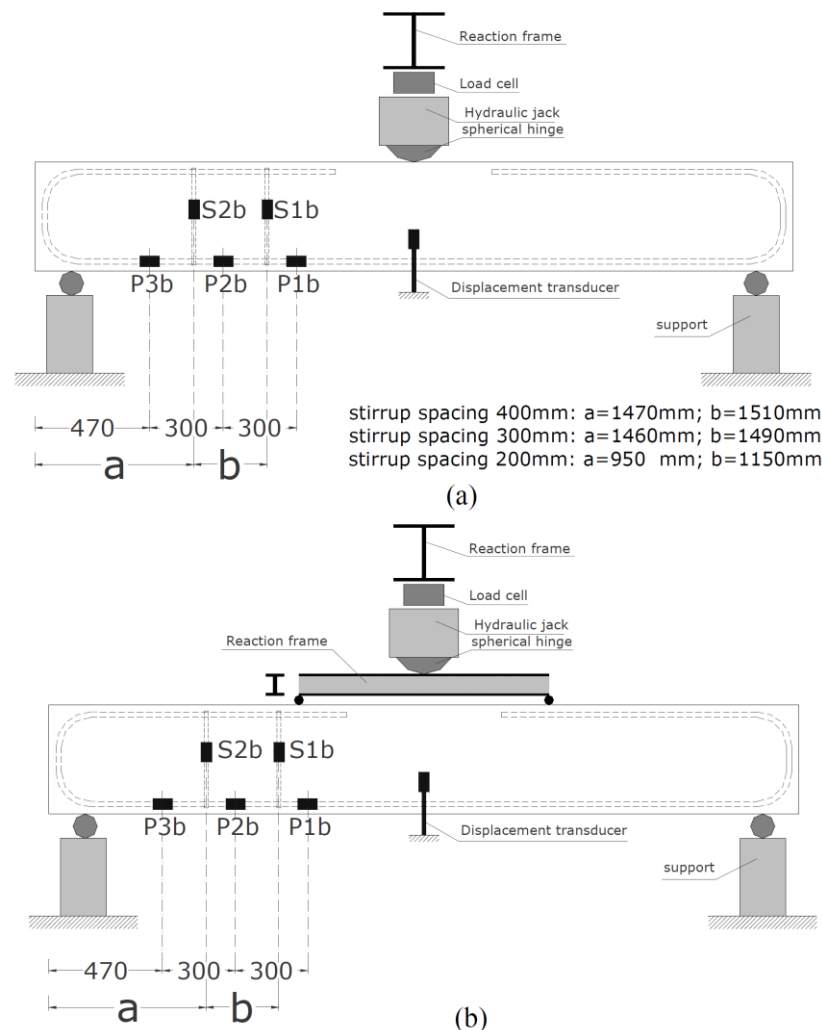 Reaction frame
Load cell
Hydraulic jack
spherical hinge
S2b S1b
P3b P2b P1b
Displacement transducer
support
470 300 300
a b
stirrup spacing 400mm: a=1470mm; b=1510mm
stirrup spacing 300mm: a=1460mm; b=1490mm
stirrup spacing 200mm: a=950 mm; b=1150mm
(a)
Reaction frame
Load cell
Hydraulic jack
spherical hinge
Reaction frame
S2b S1b
P3b P2b P1b
Displacement transducer
support
470 300 300
a b
(b)